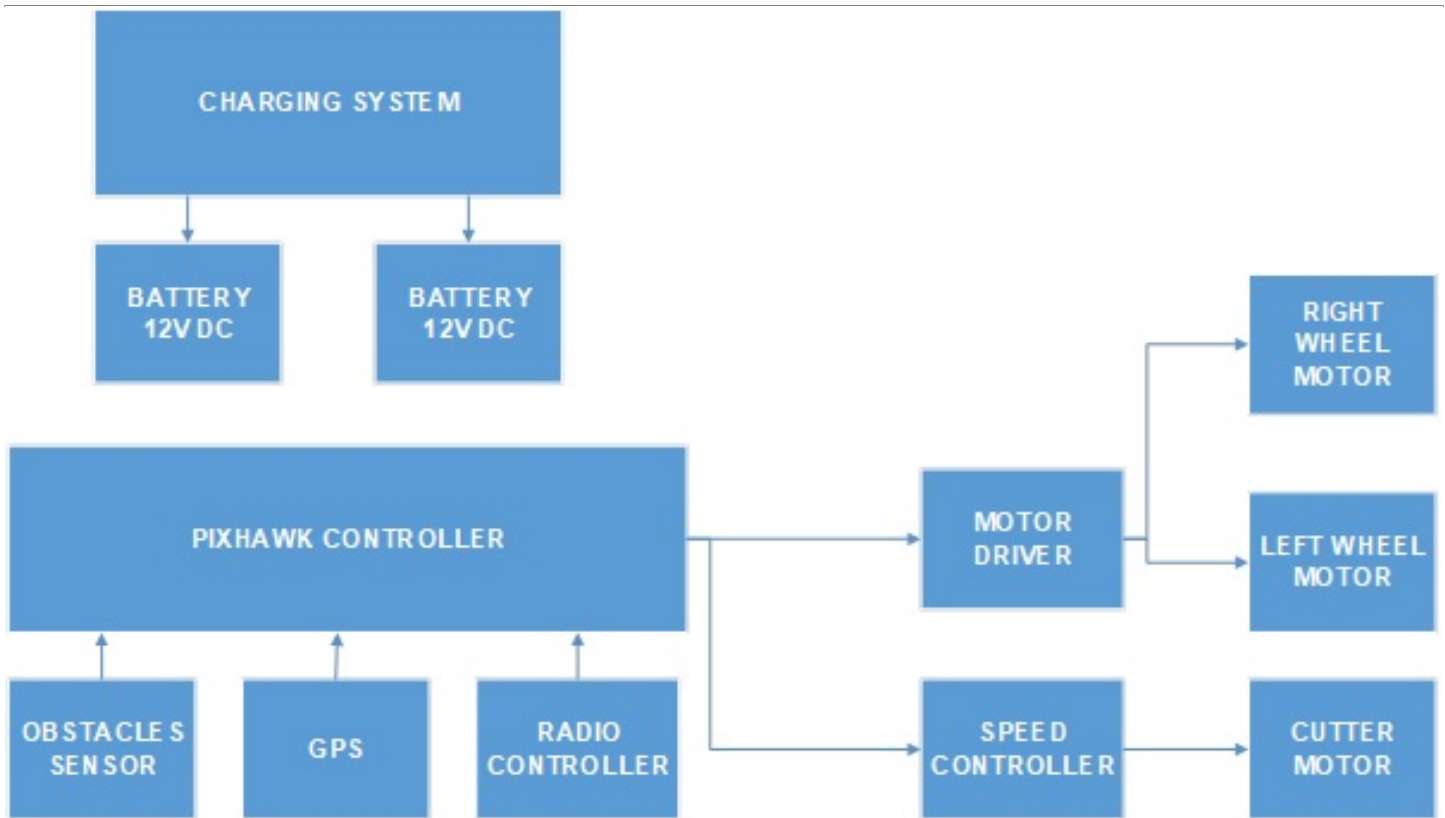 CHARGING SYSTEM
BATTERY
12V DC
BATTERY
12V DC
RIGHT
WHEEL
MOTOR
PIXHAWK CONTROLLER
MOTOR
DRIVER
LEFT WHEEL
MOTOR
OBSTACLES
SENSOR
GPS
RADIO
CONTROLLER
SPEED
CONTROLLER
CUTTER
MOTOR